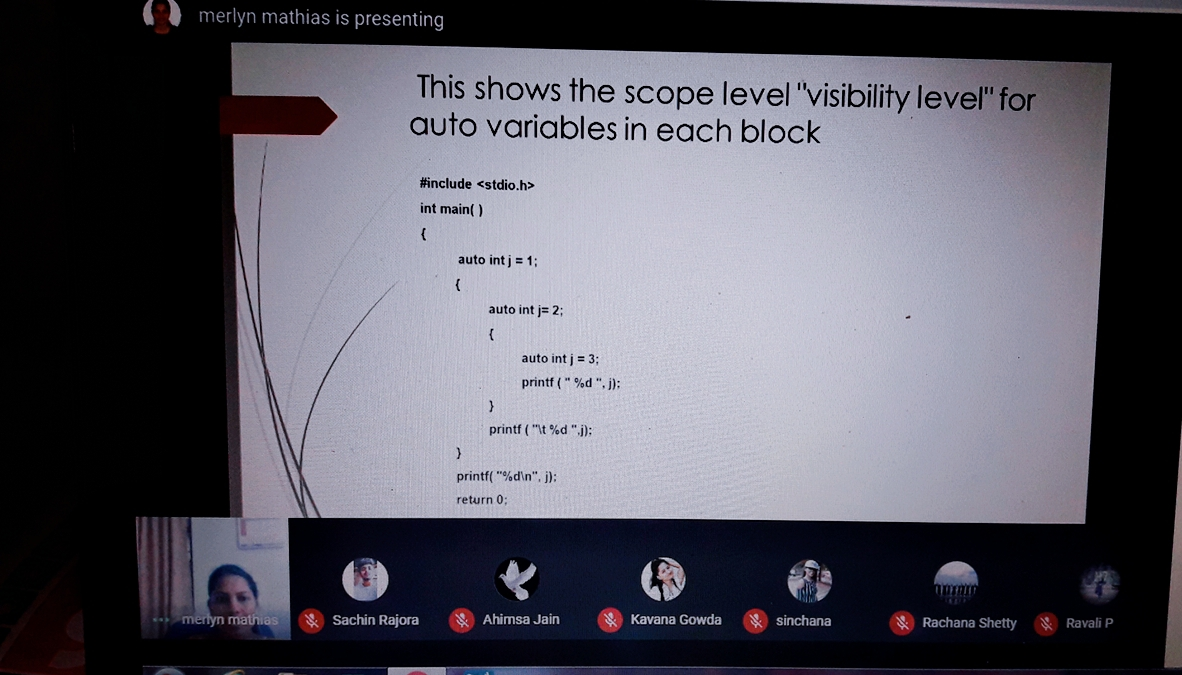 merlyn mathias is presenting
This shows the scope level "visibility level" for
auto variables in each block
#include <stdio.h>
int main( )
{
auto int j = 1;
{
auto int j= 2;
{
auto int j = 3;
printf ( " %d ", j);
}
printf ( "\t %d ",j);
}
printf( "%d\n", j);
return 0;
merlyn mathias
Sachin Rajora
Ahimsa Jain
Kavana Gowda
sinchana
Rachana Shetty
Ravali P